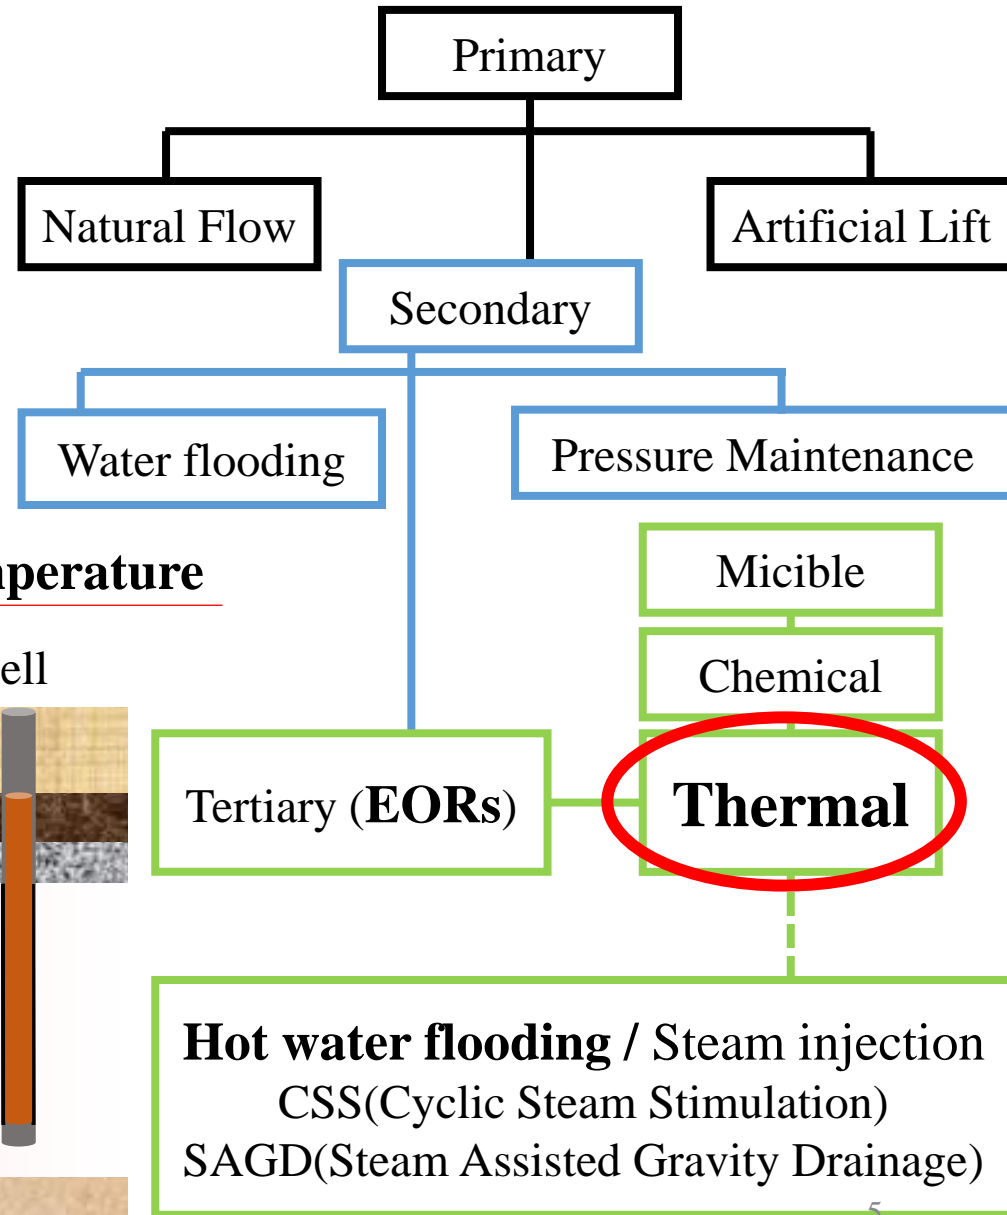 Primary
Natural Flow
Artificial Lift
Secondary
Water flooding
Pressure Maintenance
perature
Micible
ell
Chemical
Tertiary (EORs)
Thermal
Hot water flooding / Steam injection
CSS(Cyclic Steam Stimulation)
SAGD(Steam Assisted Gravity Drainage)
5